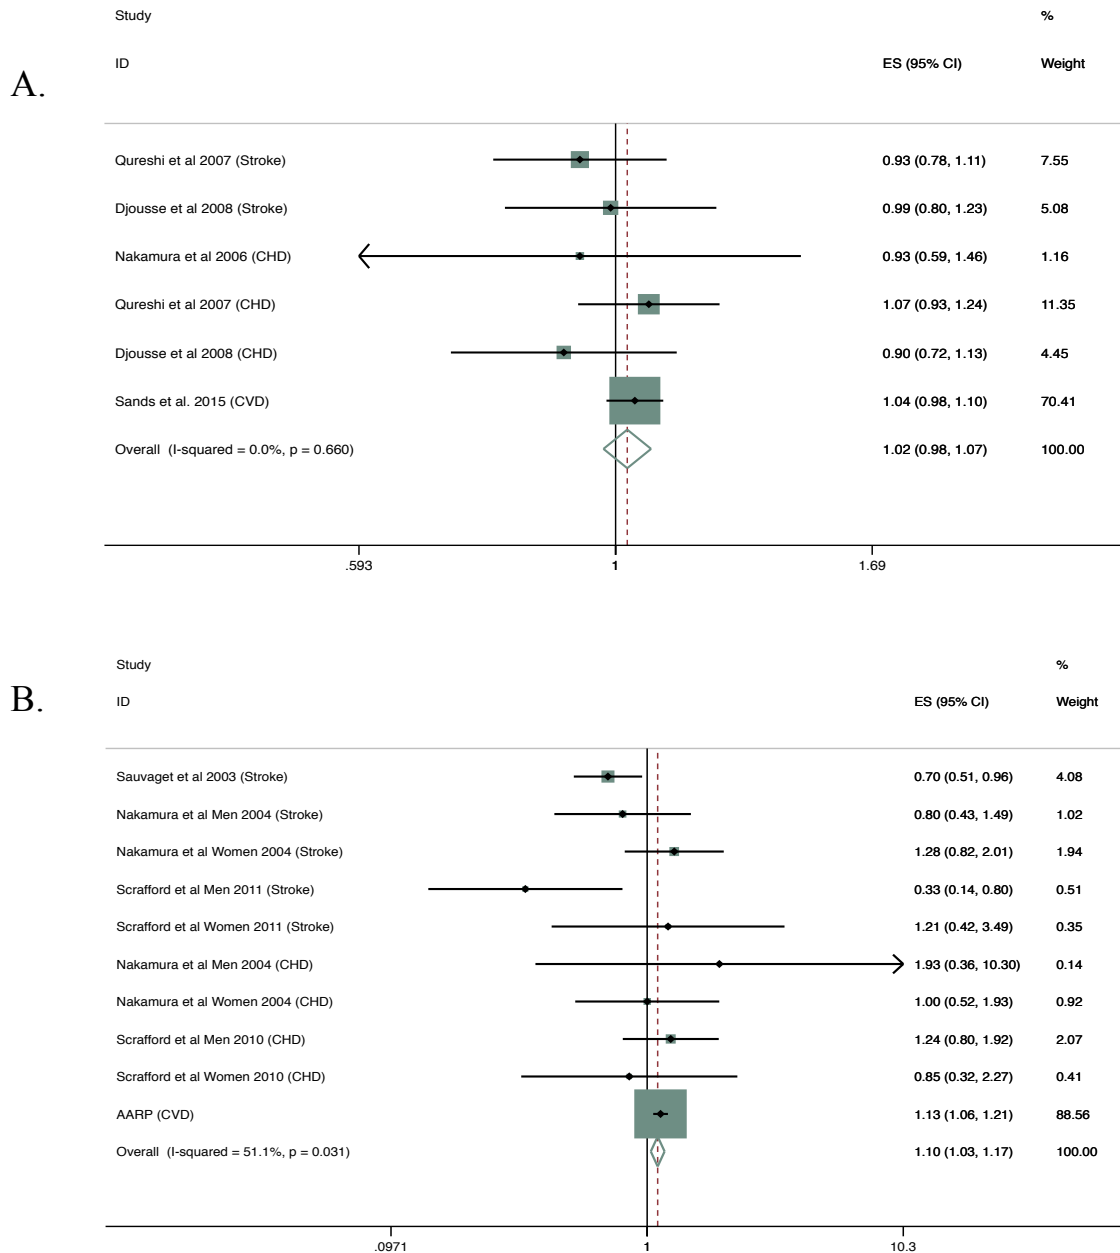 Study %
ID ES (95% CI) Weight
A.
Qureshi et al 2007 (Stroke) 0.93 (0.78, 1.11) 7.55
Djousse et al 2008 (Stroke) 0.99 (0.80, 1.23) 5.08
Nakamura et al 2006 (CHD) 0.93 (0.59, 1.46) 1.16
Qureshi et al 2007 (CHD) 1.07 (0.93, 1.24) 11.35
Djousse et al 2008 (CHD) 0.90 (0.72, 1.13) 4.45
Sands et al. 2015 (CVD) 1.04 (0.98, 1.10) 70.41
Overall (I-squared = 0.0%, p = 0.660) 1.02 (0.98, 1.07) 100.00
.593 1 1.69
Study %
B. ID ES (95% CI) Weight
Sauvaget et al 2003 (Stroke) 0.70 (0.51, 0.96) 4.08
Nakamura et al Men 2004 (Stroke) 0.80 (0.43, 1.49) 1.02
Nakamura et al Women 2004 (Stroke) 1.28 (0.82, 2.01) 1.94
Scrafford et al Men 2011 (Stroke) 0.33 (0.14, 0.80) 0.51
Scrafford et al Women 2011 (Stroke) 1.21 (0.42, 3.49) 0.35
Nakamura et al Men 2004 (CHD) 1.93 (0.36, 10.30) 0.14
Nakamura et al Women 2004 (CHD) 1.00 (0.52, 1.93) 0.92
Scrafford et al Men 2010 (CHD) 1.24 (0.80, 1.92) 2.07
Scrafford et al Women 2010 (CHD) 0.85 (0.32, 2.27) 0.41
AARP (CVD) 1.13 (1.06, 1.21) 88.56
Overall (I-squared = 51.1%, p = 0.031) 1.10 (1.03, 1.17) 100.00
.0971 1 10.3